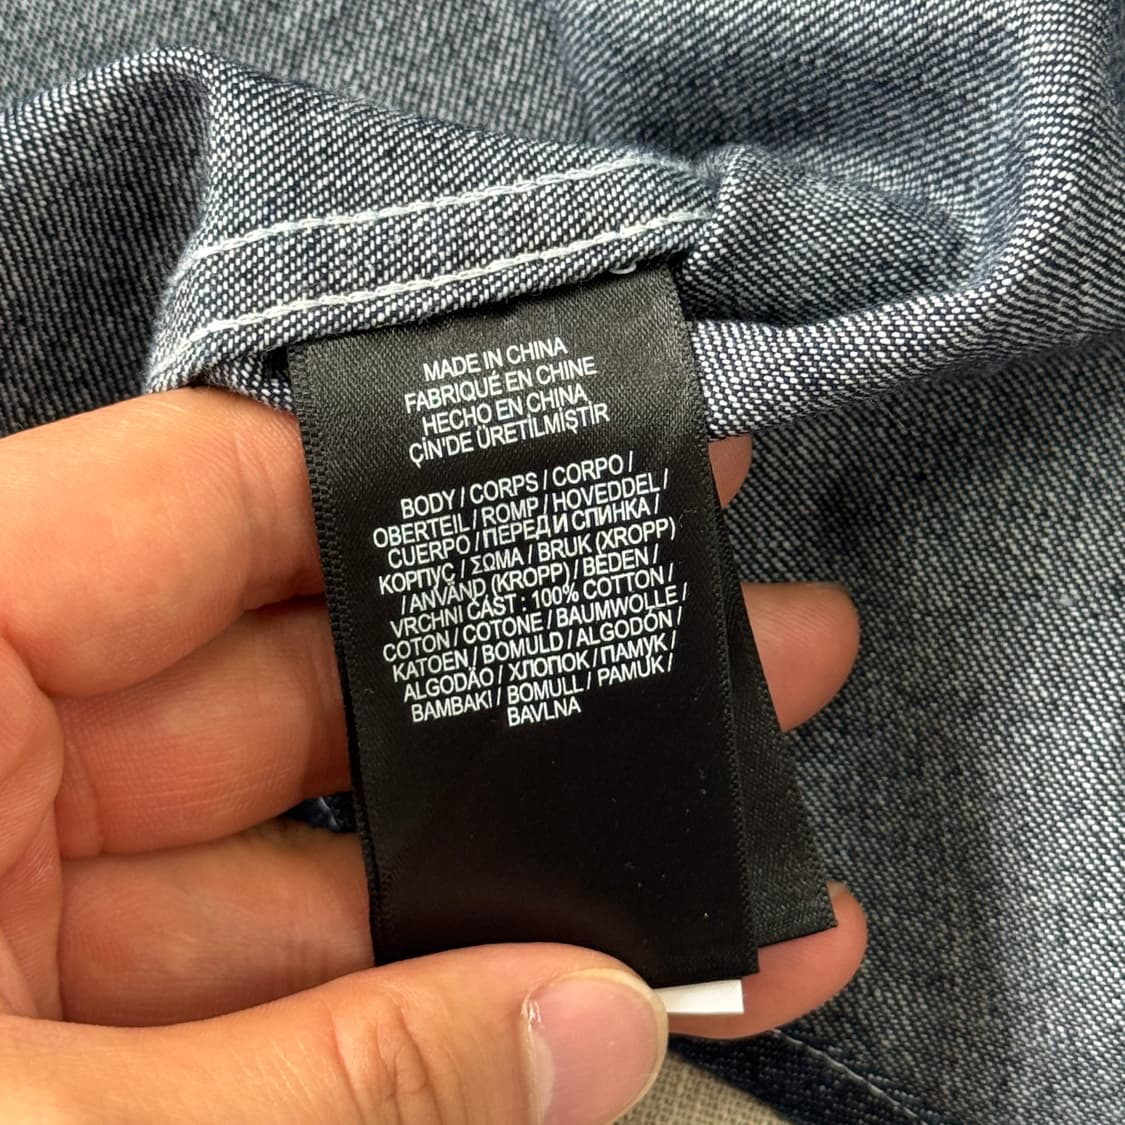 MADE IN CHINA
FABRIQUÉ EN CHINE
HECHO EN CHINA
ÇİN'DE ÜRETİLMİŞTİR
BODY / CORPS / CORPO /
OBERTEIL / ROMP / HOVEDDEL /
CUERPO / ПЕРЕД И СПИНКА /
КОРПУС / ΣΩΜΑ / BRUK (XROPP)
/ ANVÄND (KROPP) / BEDEN /
VRCHNI ČÁST : 100% COTTON /
COTON / COTONE / BAUMWOLLE /
KATOEN / BOMULD / ALGODÓN /
ALGODÃO / ХЛОПОК / ПАМУК /
BAMBAKI / BOMULL / PAMUK /
BAVLNA